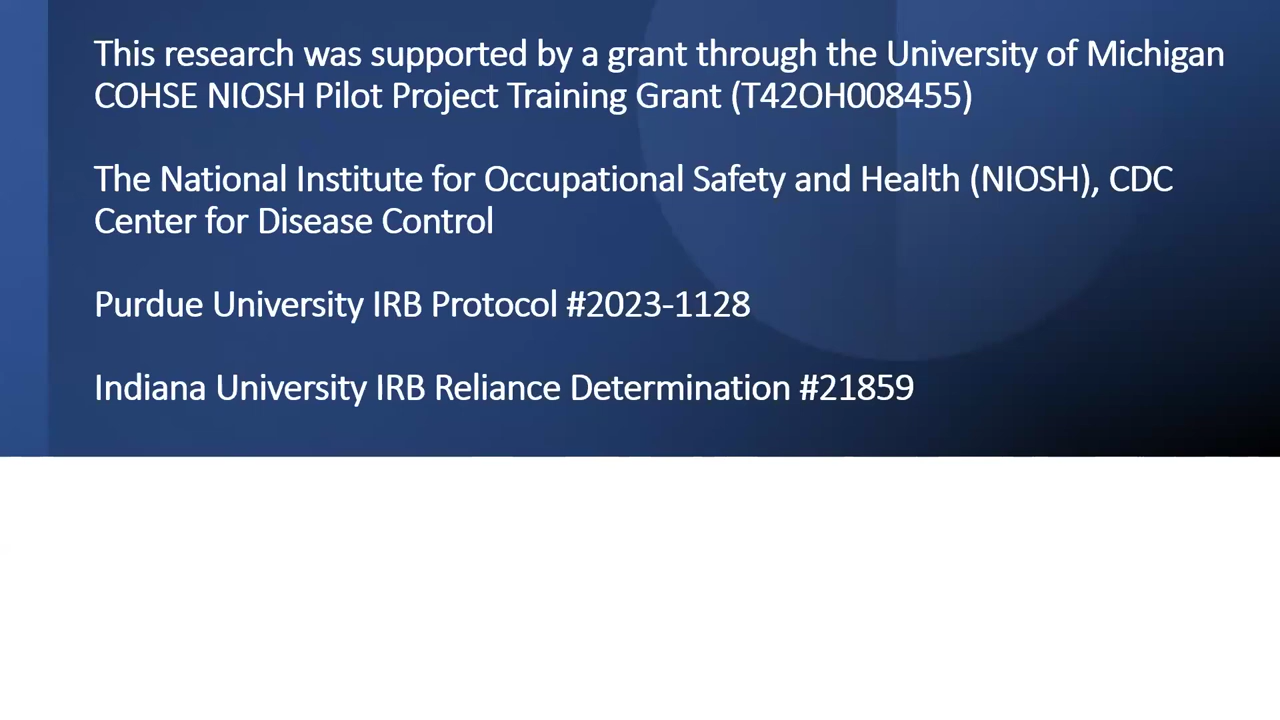 This research was supported by a grant through the University of Michigan
COHSE NIOSH Pilot Project Training Grant (T42OH008455)
The National Institute for Occupational Safety and Health (NIOSH), CDC
Center for Disease Control
Purdue University IRB Protocol #2023-1128
Indiana University IRB Reliance Determination #21859